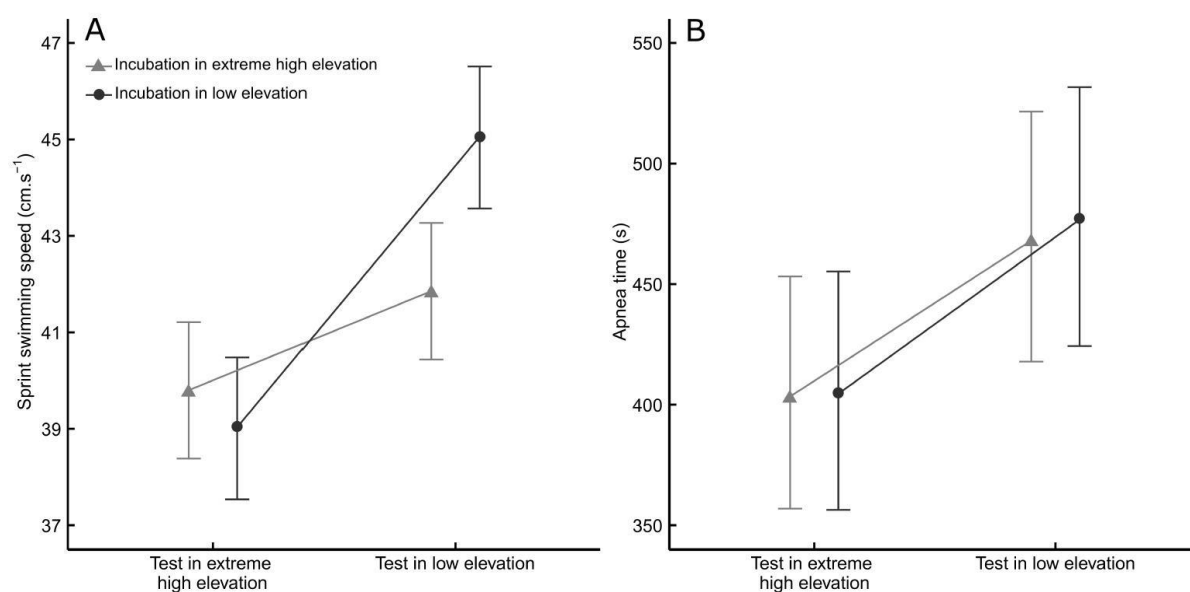 A
47
45
43
41
39
37
Sprint swimming speed (cm.s⁻¹)
Incubation in extreme high elevation
Incubation in low elevation
Test in extreme
high elevation
Test in low elevation
B
550
500
450
400
350
Apnea time (s)
Test in extreme
high elevation
Test in low elevation